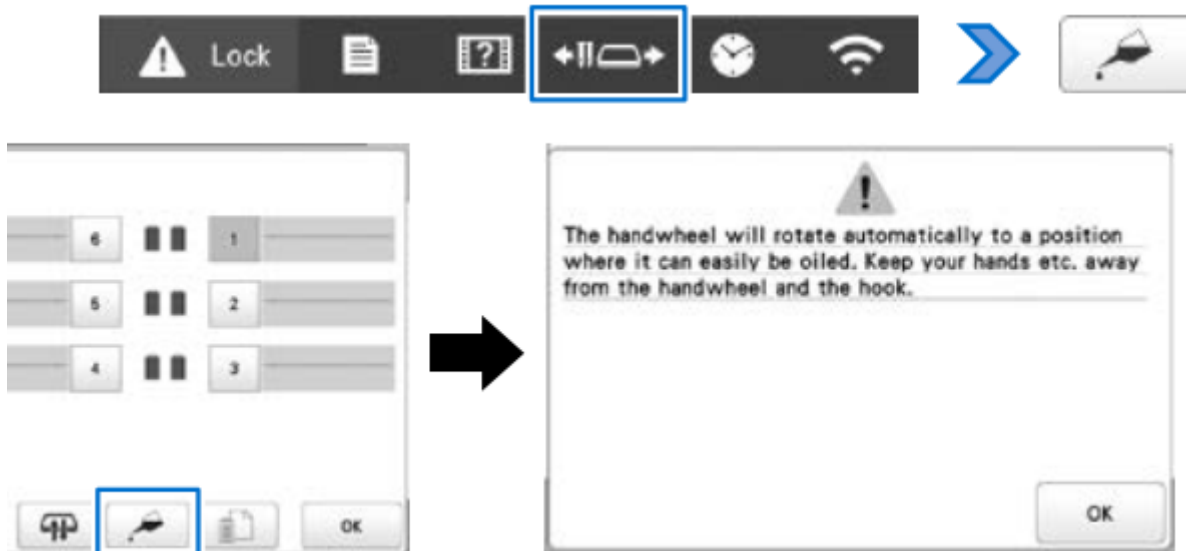 Lock
?
6 1
5 2
4 3
OK
The handwheel will rotate automatically to a position
where it can easily be oiled. Keep your hands etc. away
from the handwheel and the hook.
OK